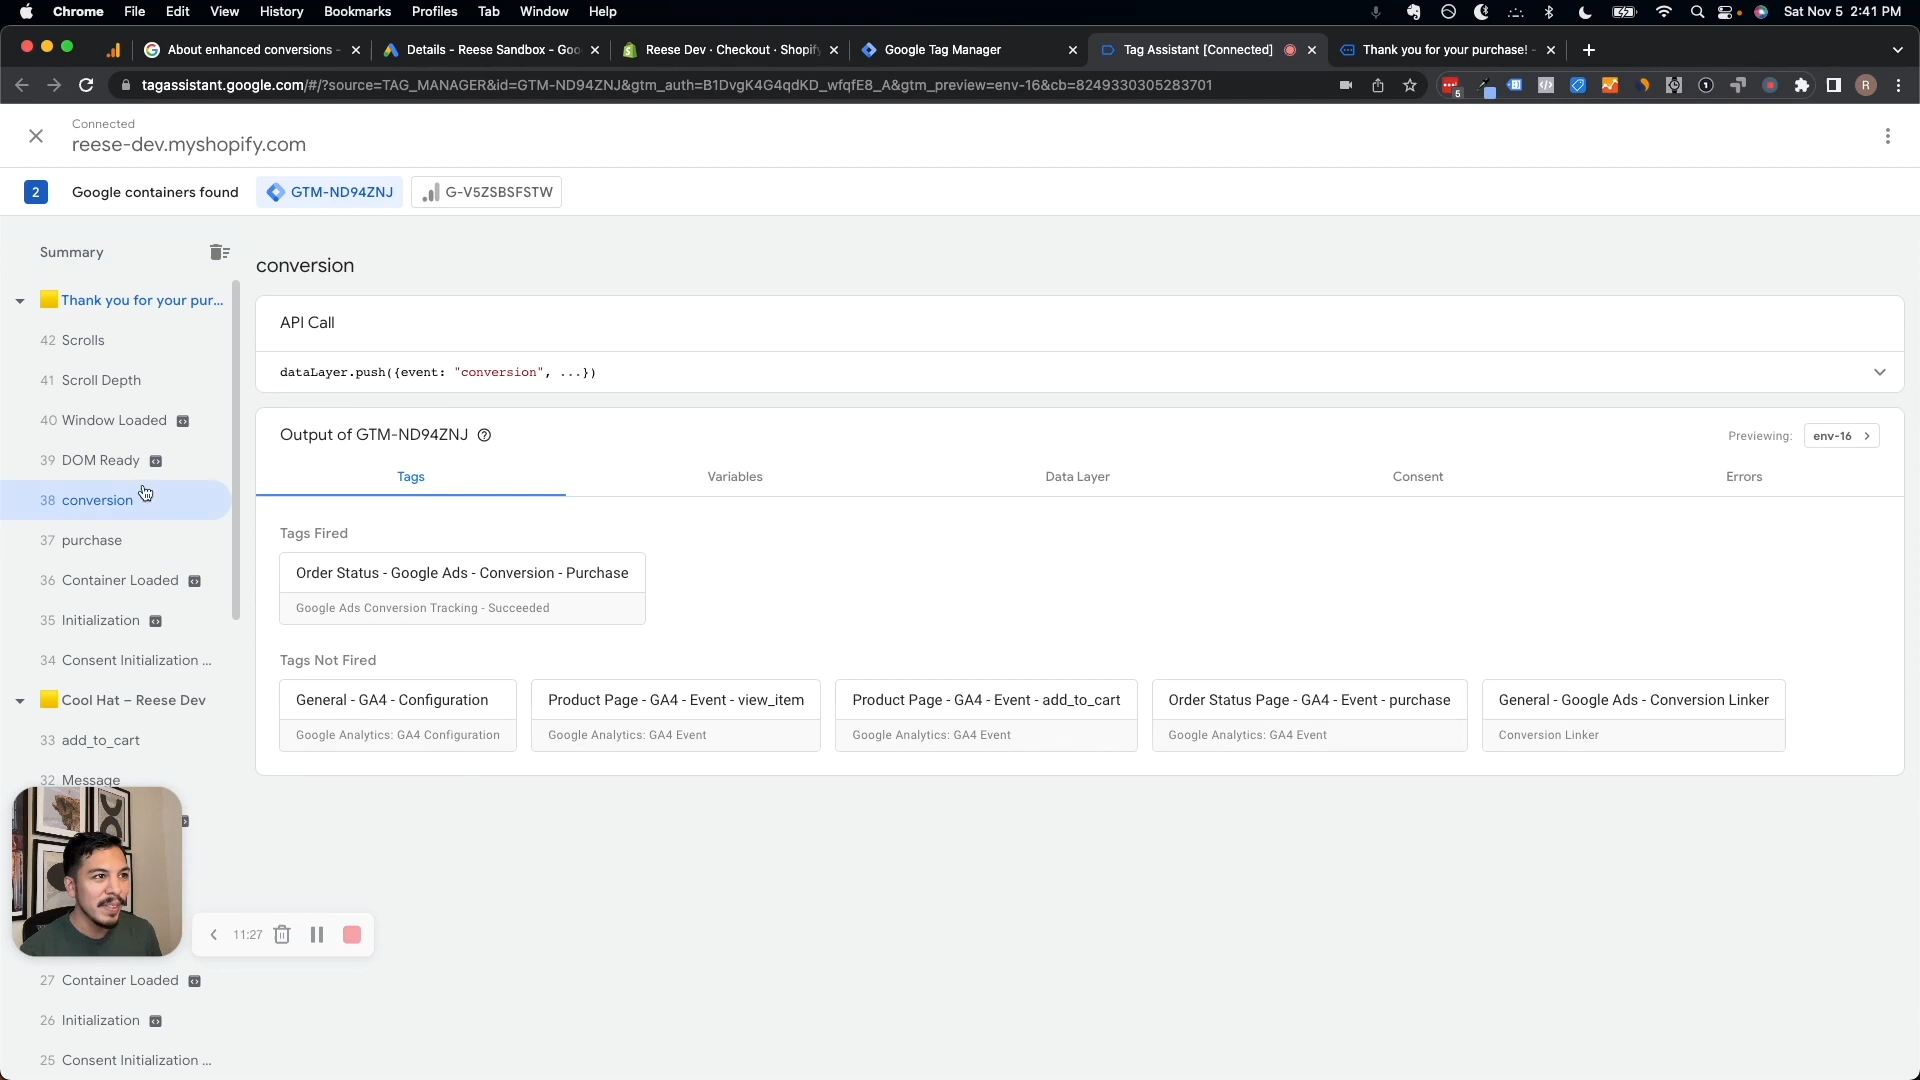 Chrome File Edit View History Bookmarks Profiles Tab Window Help
Sat Nov 5 2:41 PM
About enhanced conversions -
Details - Reese Sandbox - Goo
Reese Dev · Checkout · Shopify
Google Tag Manager
Tag Assistant [Connected]
Thank you for your purchase! -
tagassistant.google.com/#/?source=TAG_MANAGER&id=GTM-ND94ZNJ&gtm_auth=B1DvgK4G4qdKD_wfqfE8_A&gtm_preview=env-16&cb=8249330305283701
5
R
Connected
reese-dev.myshopify.com
2 Google containers found GTM-ND94ZNJ G-V5ZSBSFSTW
Summary
Thank you for your pur...
42 Scrolls
41 Scroll Depth
40 Window Loaded
39 DOM Ready
38 conversion
37 purchase
36 Container Loaded
35 Initialization
34 Consent Initialization ...
Cool Hat – Reese Dev
33 add_to_cart
32 Message
27 Container Loaded
26 Initialization
25 Consent Initialization ...
11:27
conversion
API Call
dataLayer.push({event: "conversion", ...})
Output of GTM-ND94ZNJ
Previewing: env-16
Tags Variables Data Layer Consent Errors
Tags Fired
Order Status - Google Ads - Conversion - Purchase
Google Ads Conversion Tracking - Succeeded
Tags Not Fired
General - GA4 - Configuration
Google Analytics: GA4 Configuration
Product Page - GA4 - Event - view_item
Google Analytics: GA4 Event
Product Page - GA4 - Event - add_to_cart
Google Analytics: GA4 Event
Order Status Page - GA4 - Event - purchase
Google Analytics: GA4 Event
General - Google Ads - Conversion Linker
Conversion Linker